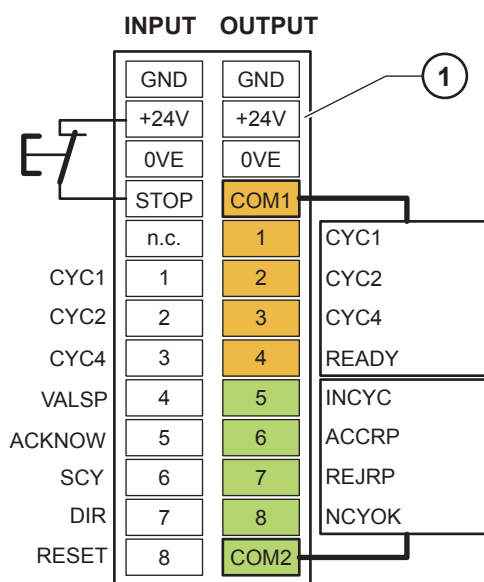 INPUT OUTPUT
1
GND GND
+24V +24V
0VE 0VE
STOP COM1
n.c. 1 CYC1
CYC1 1 2 CYC2
CYC2 2 3 CYC4
CYC4 3 4 READY
VALSP 4 5 INCYC
ACKNOW 5 6 ACCRP
SCY 6 7 REJRP
DIR 7 8 NCYOK
RESET 8 COM2